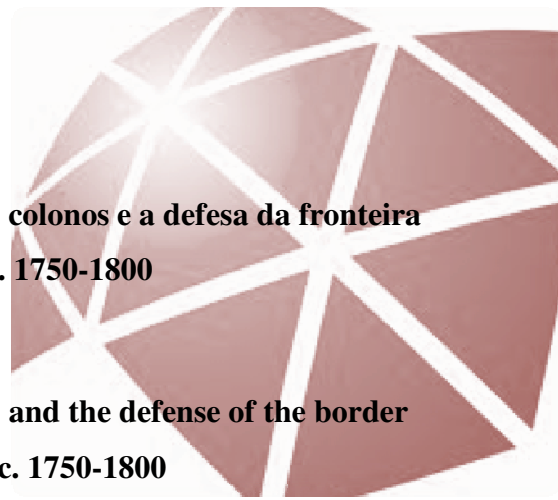 colonos e a defesa da fronteira
. 1750-1800
and the defense of the border
c. 1750-1800